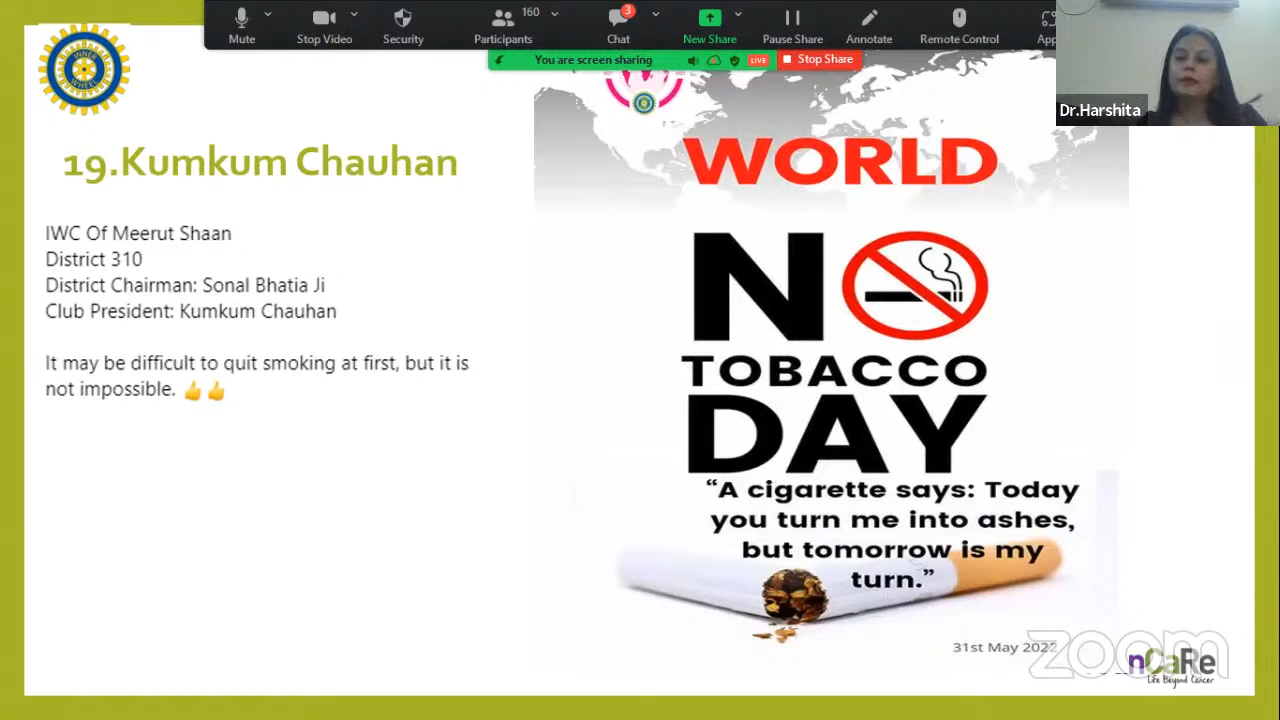 Mute
Stop Video
Security
Participants
160
Chat
3
New Share
Pause Share
Annotate
Remote Control
App
You are screen sharing
LIVE
Stop Share
Dr.Harshita
INNER
WHEEL
19.Kumkum Chauhan
IWC Of Meerut Shaan
District 310
District Chairman: Sonal Bhatia Ji
Club President: Kumkum Chauhan
It may be difficult to quit smoking at first, but it is
not impossible. 👍👍
WORLD
NO
TOBACCO
DAY
“A cigarette says: Today
you turn me into ashes,
but tomorrow is my
turn.”
31st May 2022
zoom
nCaRe
Life Beyond Cancer